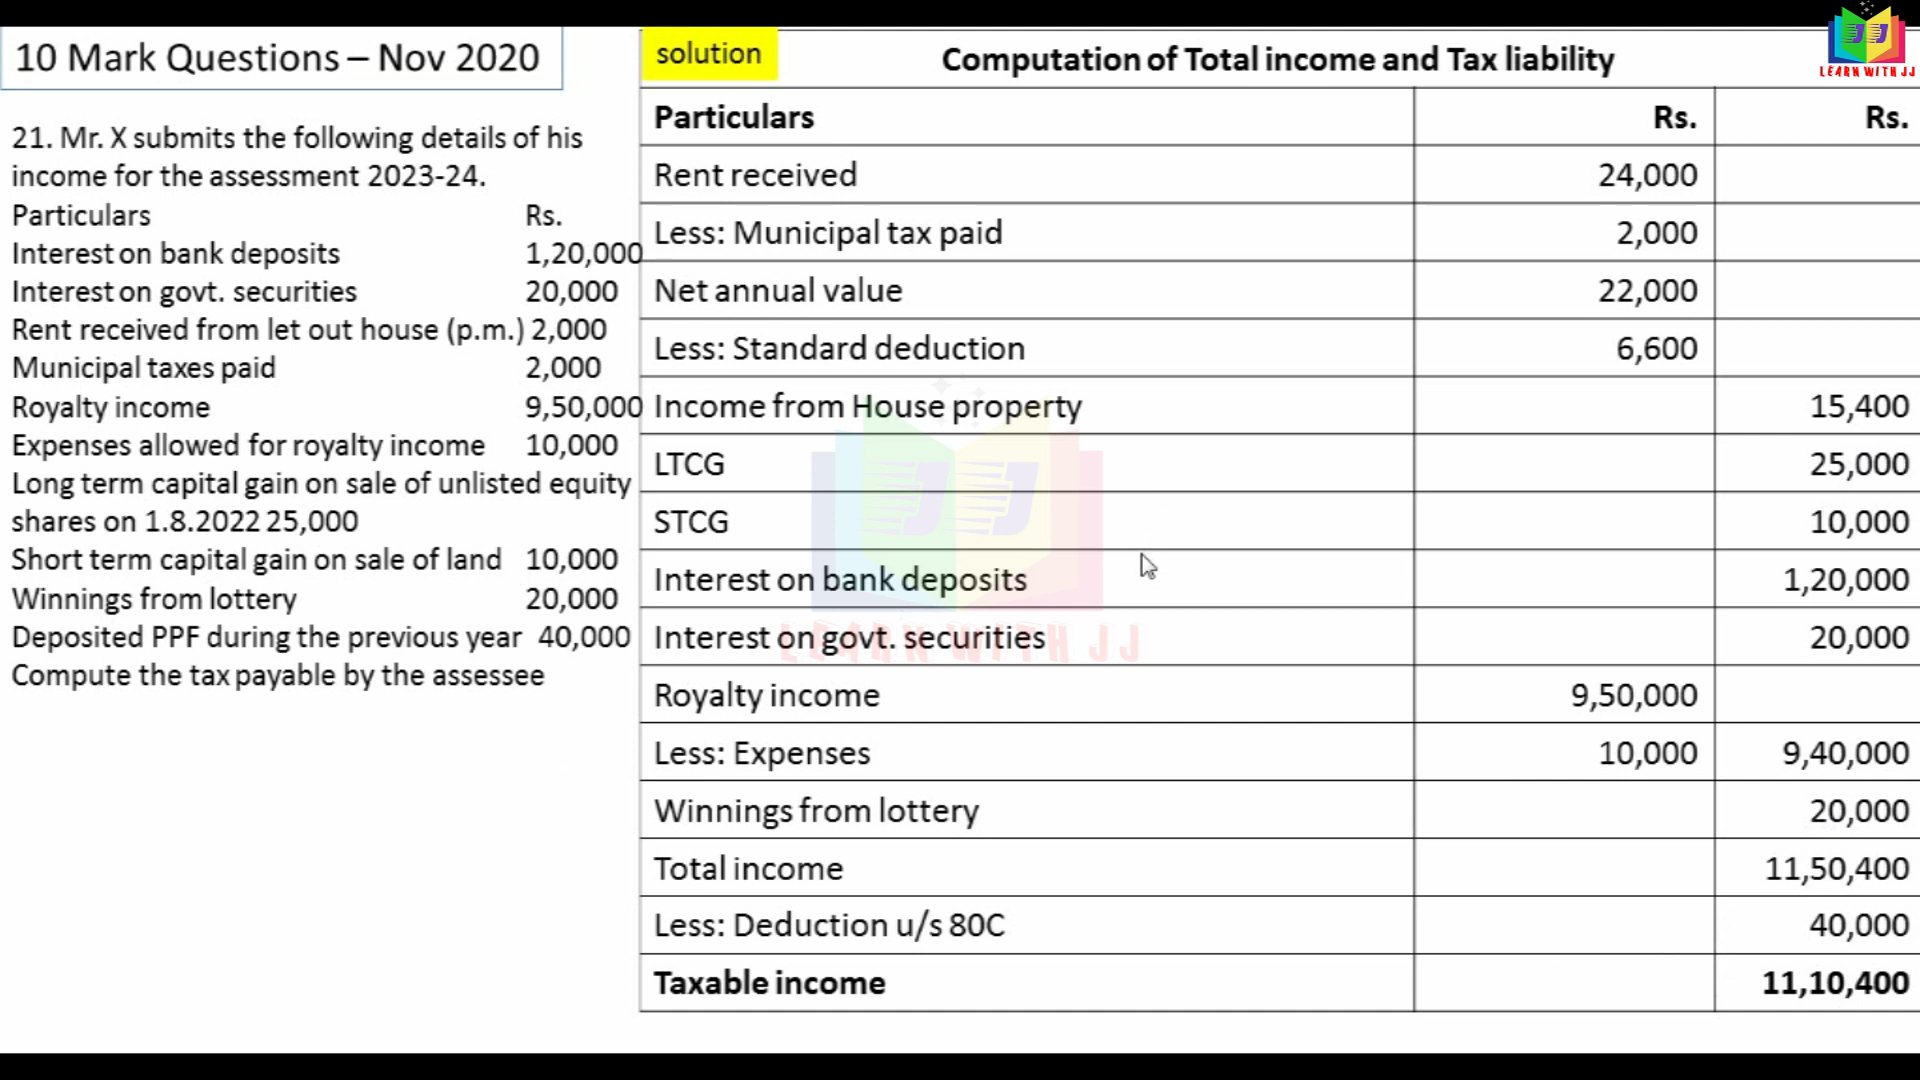 10 Mark Questions – Nov 2020
21. Mr. X submits the following details of his
income for the assessment 2023-24.
Particulars Rs.
Interest on bank deposits 1,20,000
Interest on govt. securities 20,000
Rent received from let out house (p.m.) 2,000
Municipal taxes paid 2,000
Royalty income 9,50,000
Expenses allowed for royalty income 10,000
Long term capital gain on sale of unlisted equity
shares on 1.8.2022 25,000
Short term capital gain on sale of land 10,000
Winnings from lottery 20,000
Deposited PPF during the previous year 40,000
Compute the tax payable by the assessee
solution
Computation of Total income and Tax liability
Particulars Rs. Rs.
Rent received 24,000
Less: Municipal tax paid 2,000
Net annual value 22,000
Less: Standard deduction 6,600
Income from House property 15,400
LTCG 25,000
STCG 10,000
Interest on bank deposits 1,20,000
Interest on govt. securities 20,000
Royalty income 9,50,000
Less: Expenses 10,000 9,40,000
Winnings from lottery 20,000
Total income 11,50,400
Less: Deduction u/s 80C 40,000
Taxable income 11,10,400
JJ
LEARN WITH JJ
JJ
LEARN WITH JJ